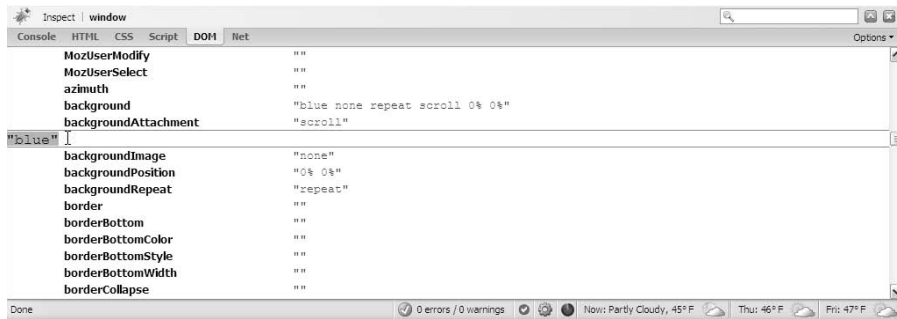 Inspect | window
Console HTML CSS Script DOM Net Options
MozUserModify ""
MozUserSelect ""
azimuth ""
background "blue none repeat scroll 0% 0%"
backgroundAttachment "scroll"
"blue"
backgroundImage "none"
backgroundPosition "0% 0%"
backgroundRepeat "repeat"
border ""
borderBottom ""
borderBottomColor ""
borderBottomStyle ""
borderBottomWidth ""
borderCollapse ""
Done 0 errors / 0 warnings Now: Partly Cloudy, 45° F Thu: 46° F Fri: 47° F